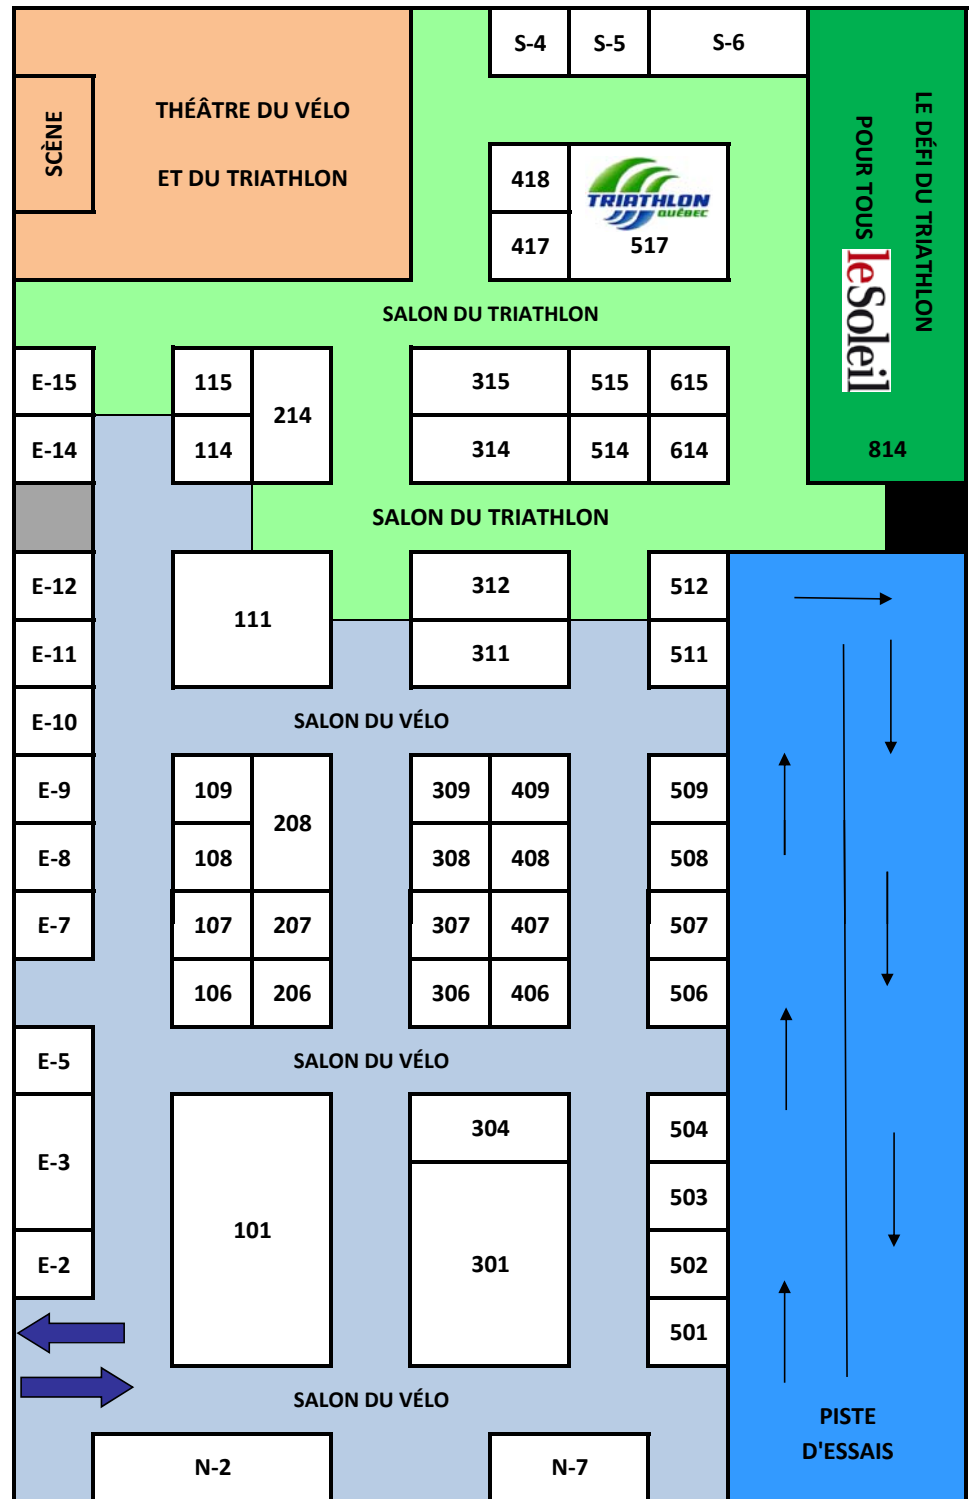 S-4 S-5 S-6
SCÈNE
THÉÂTRE DU VÉLO
ET DU TRIATHLON
418
TRIATHLON
QUÉBEC
417 517
LE DÉFI DU TRIATHLON
POUR TOUS
leSoleil
814
SALON DU TRIATHLON
E-15 115 214 315 515 615
E-14 114 314 514 614
SALON DU TRIATHLON
E-12 111 312 512
E-11 311 511
E-10 SALON DU VÉLO
E-9 109 208 309 409 509
E-8 108 308 408 508
E-7 107 207 307 407 507
106 206 306 406 506
E-5 SALON DU VÉLO
304 504
E-3 503
101
E-2 301 502
501
SALON DU VÉLO
PISTE
D'ESSAIS
N-2 N-7